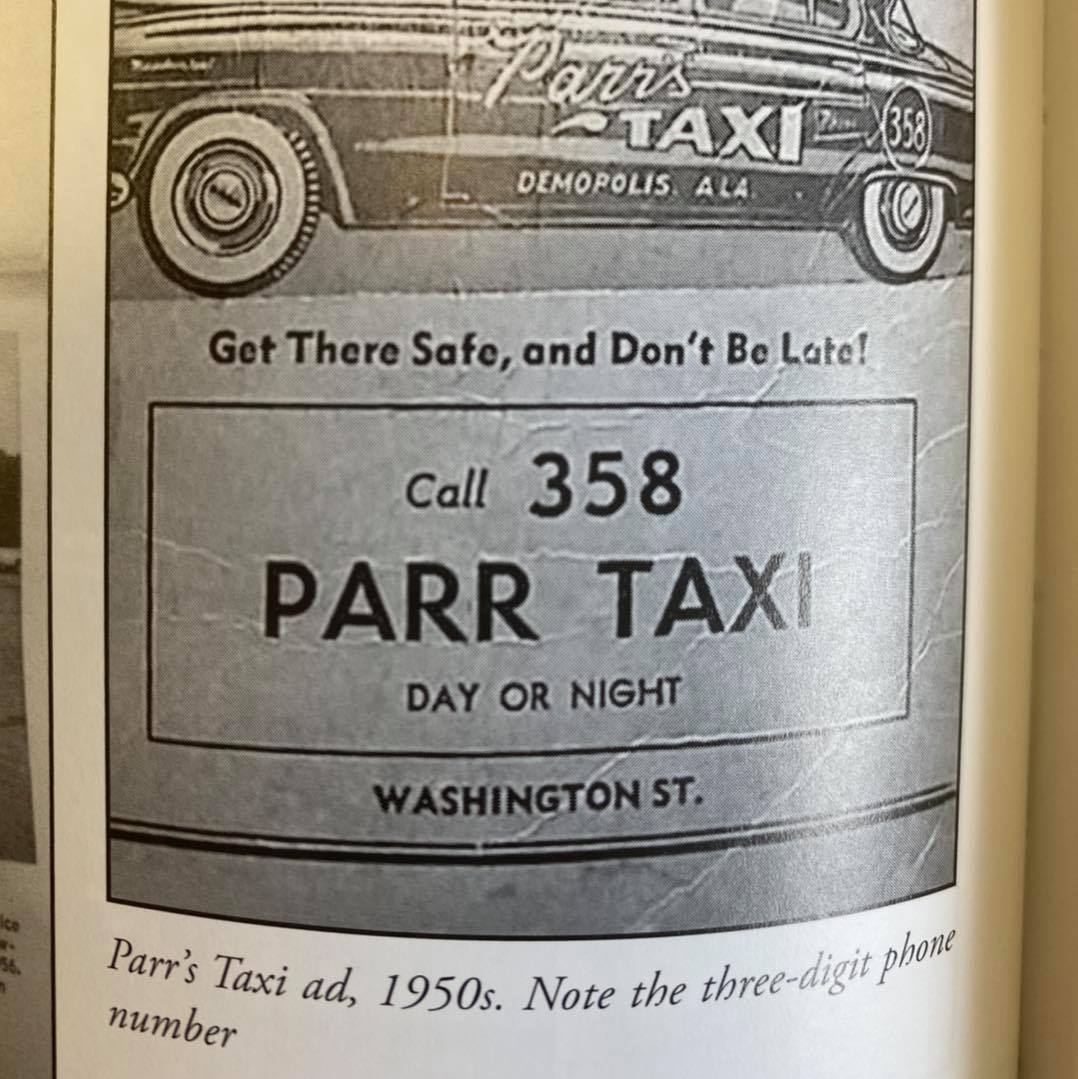 Parr's
TAXI
358
DEMOPOLIS, ALA.
Get There Safe, and Don't Be Late!
Call 358
PARR TAXI
DAY OR NIGHT
WASHINGTON ST.
Parr's Taxi ad, 1950s. Note the three-digit phone
number